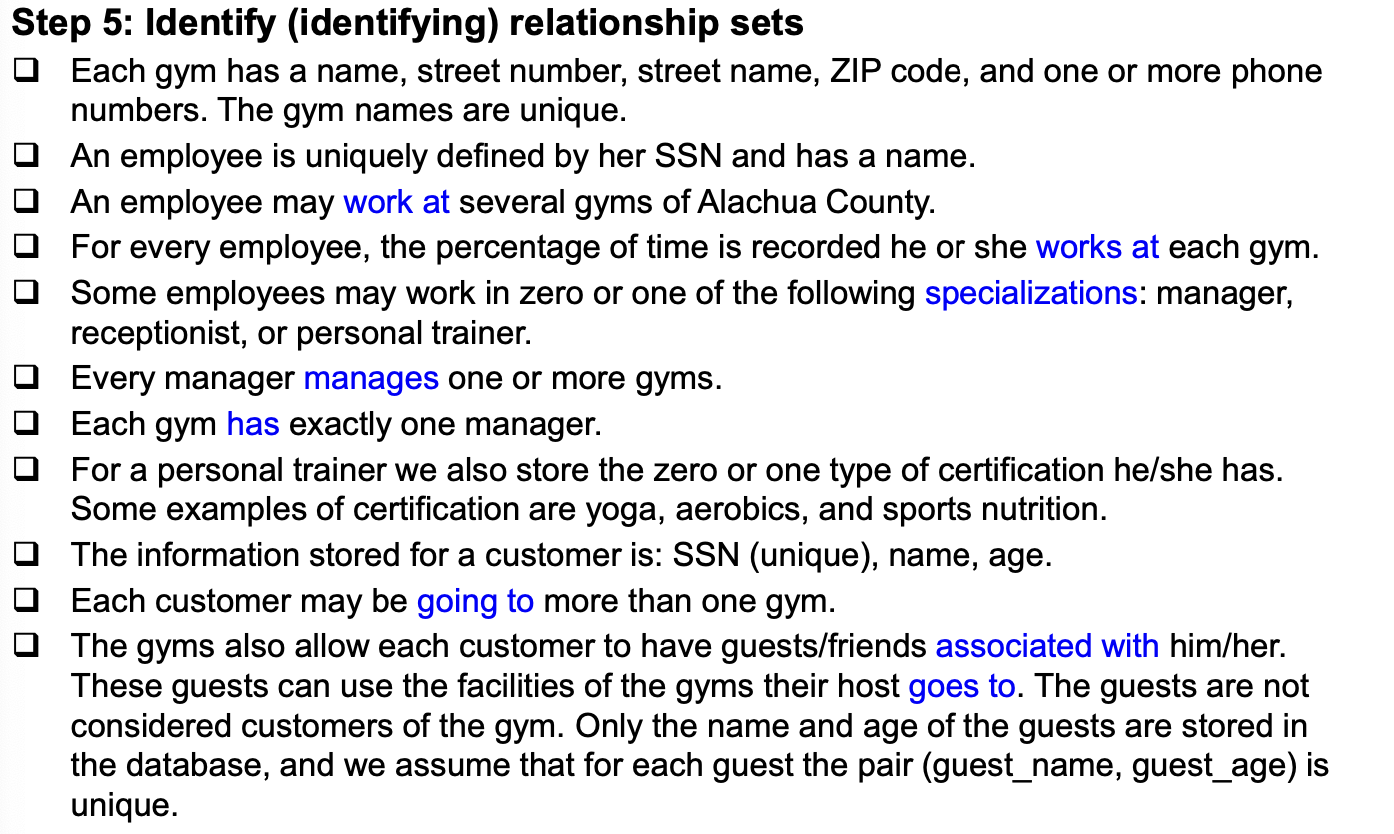 Step 5: Identify (identifying) relationship sets
❑ Each gym has a name, street number, street name, ZIP code, and one or more phone
numbers. The gym names are unique.
❑ An employee is uniquely defined by her SSN and has a name.
❑ An employee may work at several gyms of Alachua County.
❑ For every employee, the percentage of time is recorded he or she works at each gym.
❑ Some employees may work in zero or one of the following specializations: manager,
receptionist, or personal trainer.
❑ Every manager manages one or more gyms.
❑ Each gym has exactly one manager.
❑ For a personal trainer we also store the zero or one type of certification he/she has.
Some examples of certification are yoga, aerobics, and sports nutrition.
❑ The information stored for a customer is: SSN (unique), name, age.
❑ Each customer may be going to more than one gym.
❑ The gyms also allow each customer to have guests/friends associated with him/her.
These guests can use the facilities of the gyms their host goes to. The guests are not
considered customers of the gym. Only the name and age of the guests are stored in
the database, and we assume that for each guest the pair (guest_name, guest_age) is
unique.